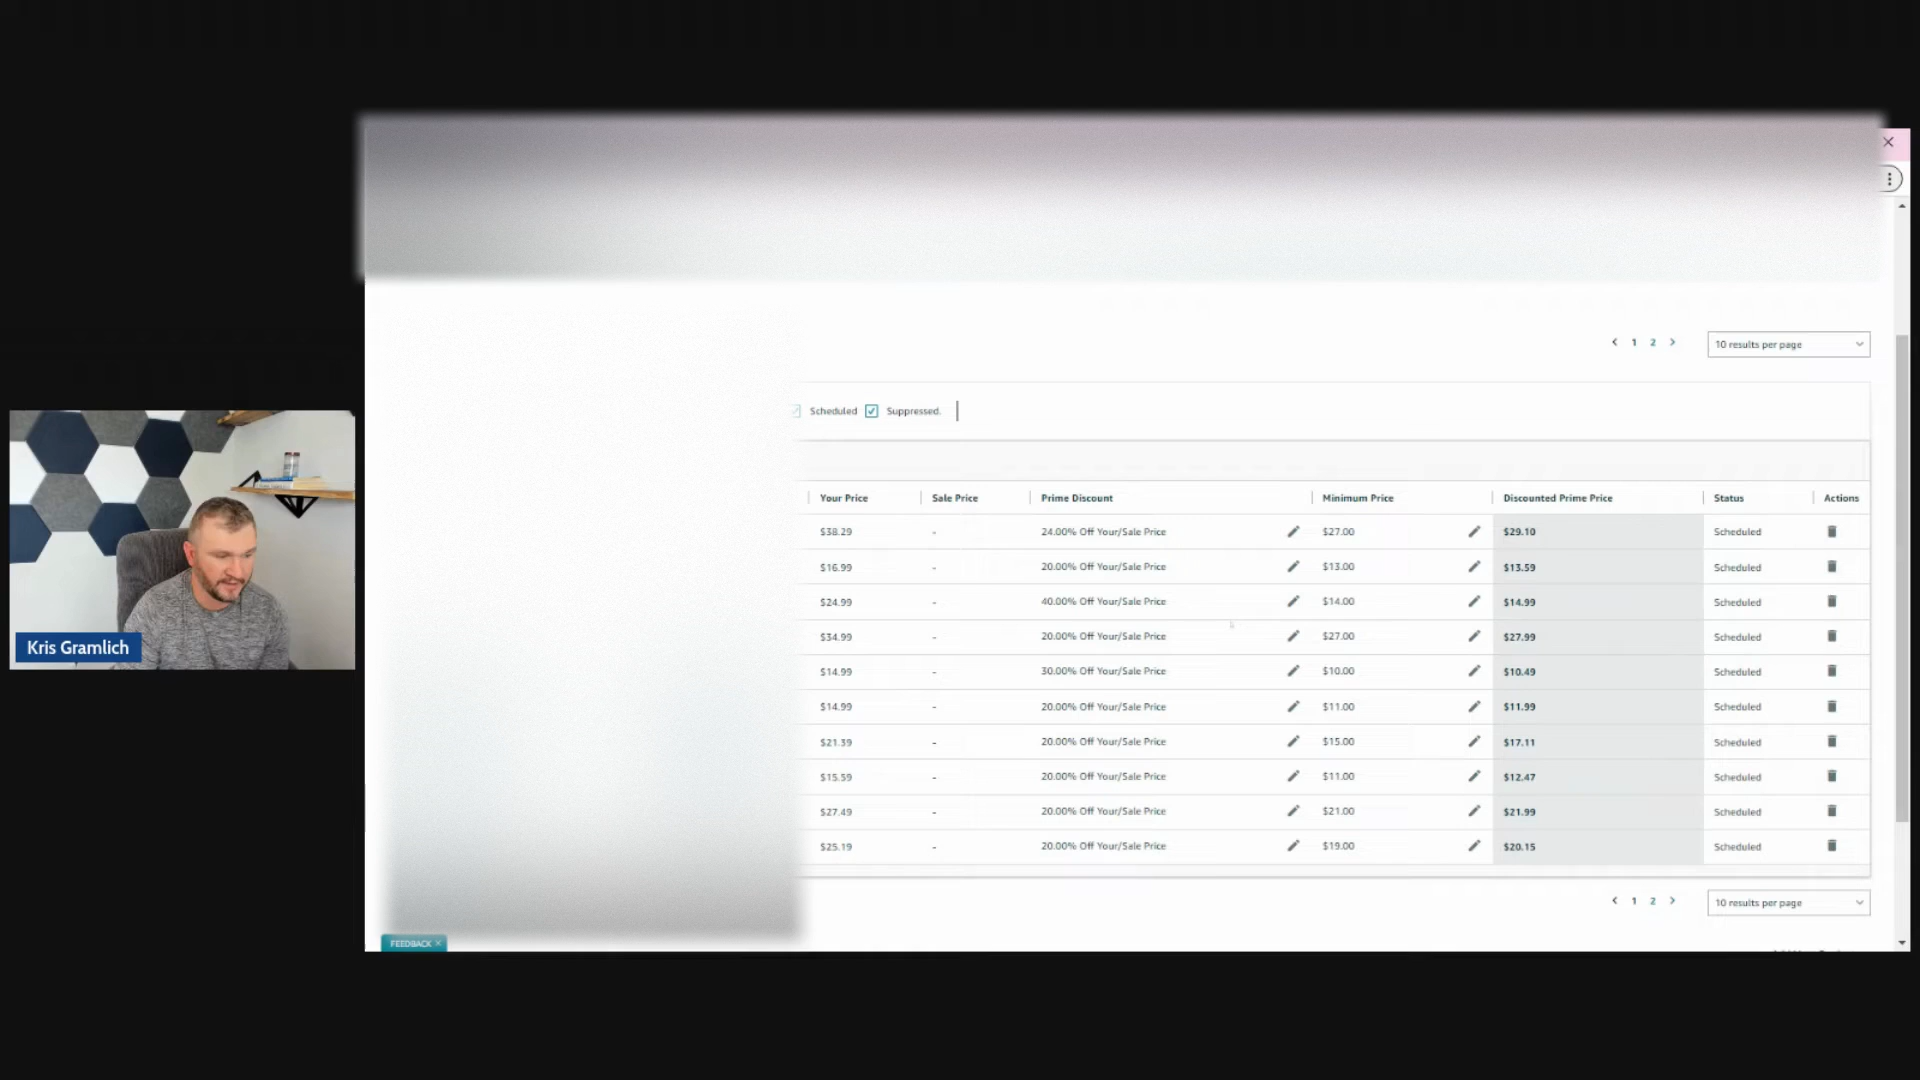 1 2
10 results per page
Scheduled Suppressed.
Your Price Sale Price Prime Discount Minimum Price Discounted Prime Price Status Actions
$38.29 - 24.00% Off Your/Sale Price $27.00 $29.10 Scheduled
$16.99 - 20.00% Off Your/Sale Price $13.00 $13.59 Scheduled
$24.99 - 40.00% Off Your/Sale Price $14.00 $14.99 Scheduled
$34.99 - 20.00% Off Your/Sale Price $27.00 $27.99 Scheduled
$14.99 - 30.00% Off Your/Sale Price $10.00 $10.49 Scheduled
$14.99 - 20.00% Off Your/Sale Price $11.00 $11.99 Scheduled
$21.39 - 20.00% Off Your/Sale Price $15.00 $17.11 Scheduled
$15.59 - 20.00% Off Your/Sale Price $11.00 $12.47 Scheduled
$27.49 - 20.00% Off Your/Sale Price $21.00 $21.99 Scheduled
$25.19 - 20.00% Off Your/Sale Price $19.00 $20.15 Scheduled
1 2
10 results per page
FEEDBACK
Kris Gramlich